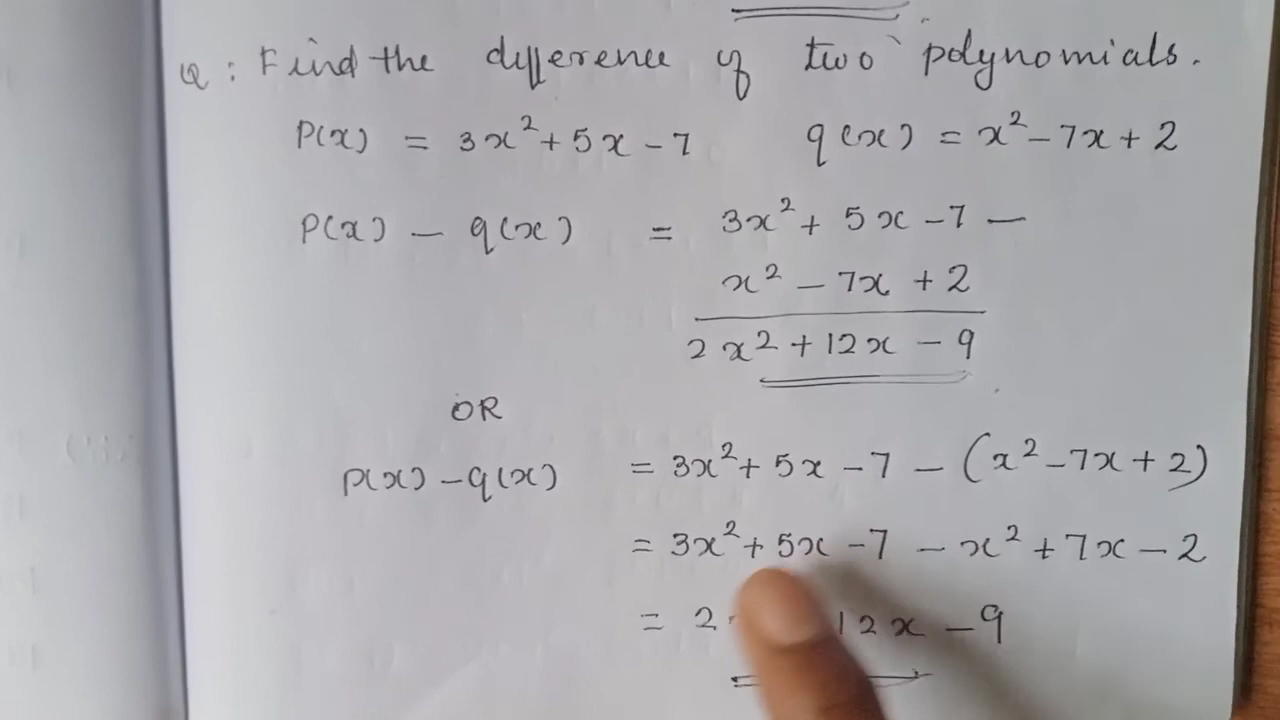 Q : Find the difference of two polynomials.
P(x) = 3x² + 5x - 7 q(x) = x² - 7x + 2
P(x) - q(x) = 3x² + 5x - 7 -
x² - 7x + 2
2x² + 12x - 9
OR
p(x) - q(x) = 3x² + 5x - 7 - (x² - 7x + 2)
= 3x² + 5x - 7 - x² + 7x - 2
= 2 12x - 9